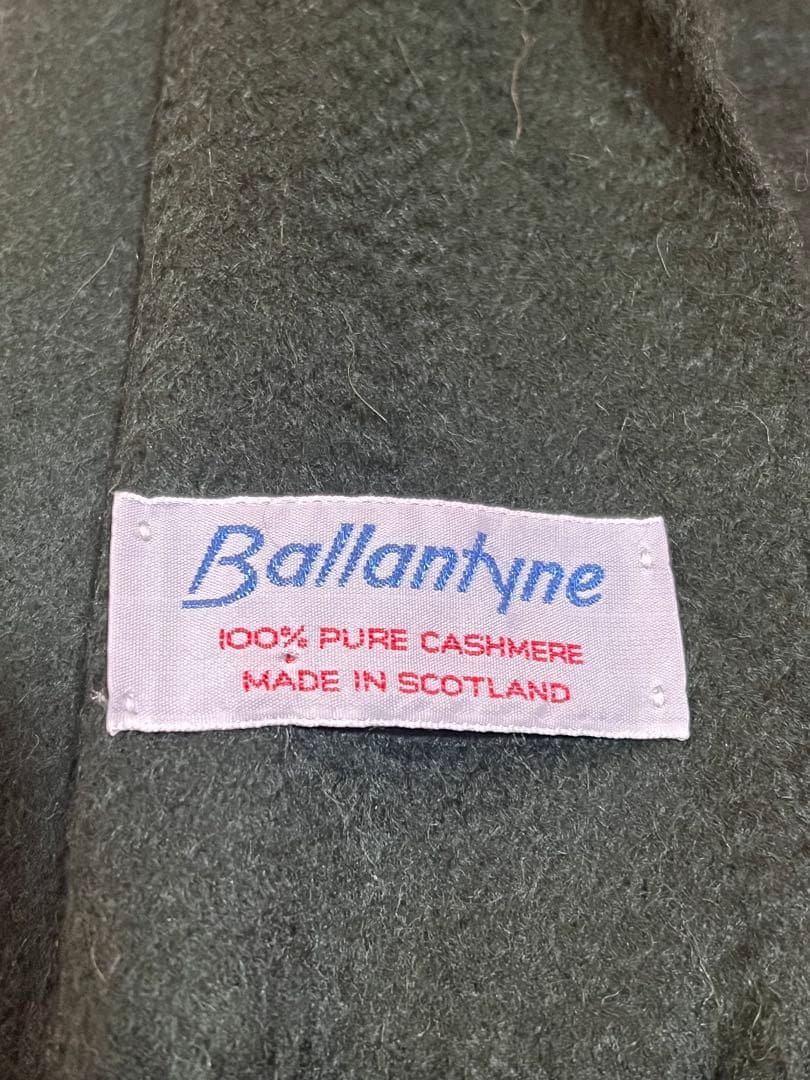 Ballantyne
100% PURE CASHMERE
MADE IN SCOTLAND